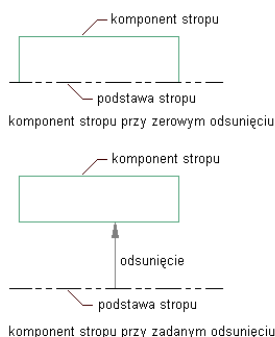 komponent stropu
podstawa stropu
komponent stropu przy zerowym odsunięciu
komponent stropu
odsunięcie
podstawa stropu
komponent stropu przy zadanym odsunięciu